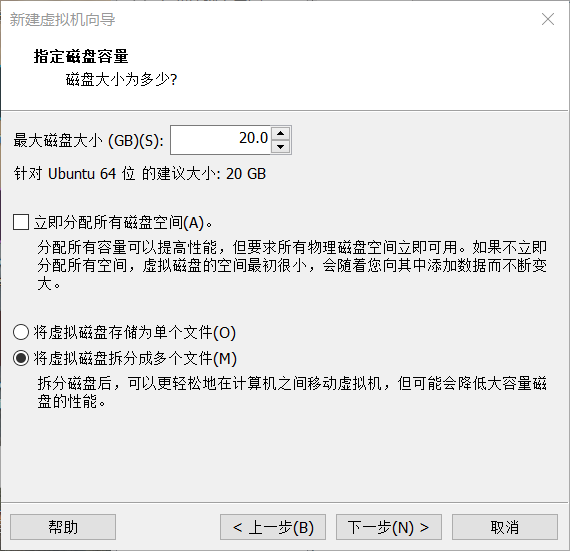 新建虚拟机向导
指定磁盘容量
磁盘大小为多少?
最大磁盘大小 (GB)(S): 20.0
针对 Ubuntu 64 位 的建议大小: 20 GB
立即分配所有磁盘空间(A)。
分配所有容量可以提高性能，但要求所有物理磁盘空间立即可用。如果不立即
分配所有空间，虚拟磁盘的空间最初很小，会随着您向其中添加数据而不断变
大。
将虚拟磁盘存储为单个文件(O)
将虚拟磁盘拆分成多个文件(M)
拆分磁盘后，可以更轻松地在计算机之间移动虚拟机，但可能会降低大容量磁
盘的性能。
帮助 < 上一步(B) 下一步(N) > 取消